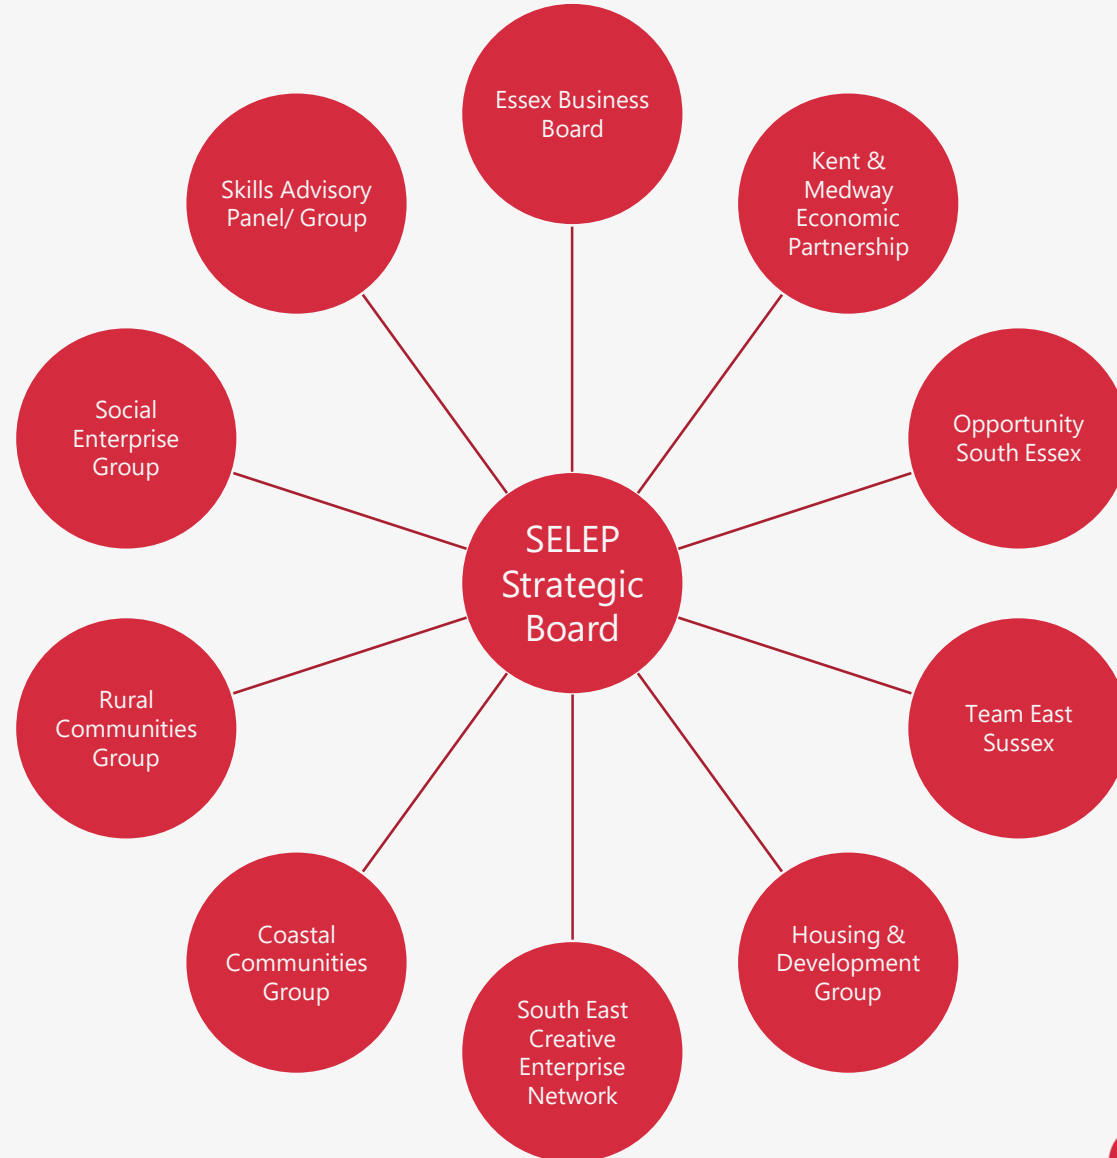 Essex Business
Board
Kent &
Medway
Economic
Partnership
Opportunity
South Essex
Team East
Sussex
Housing &
Development
Group
South East
Creative
Enterprise
Network
Coastal
Communities
Group
Rural
Communities
Group
Social
Enterprise
Group
Skills Advisory
Panel/ Group
SELEP
Strategic
Board